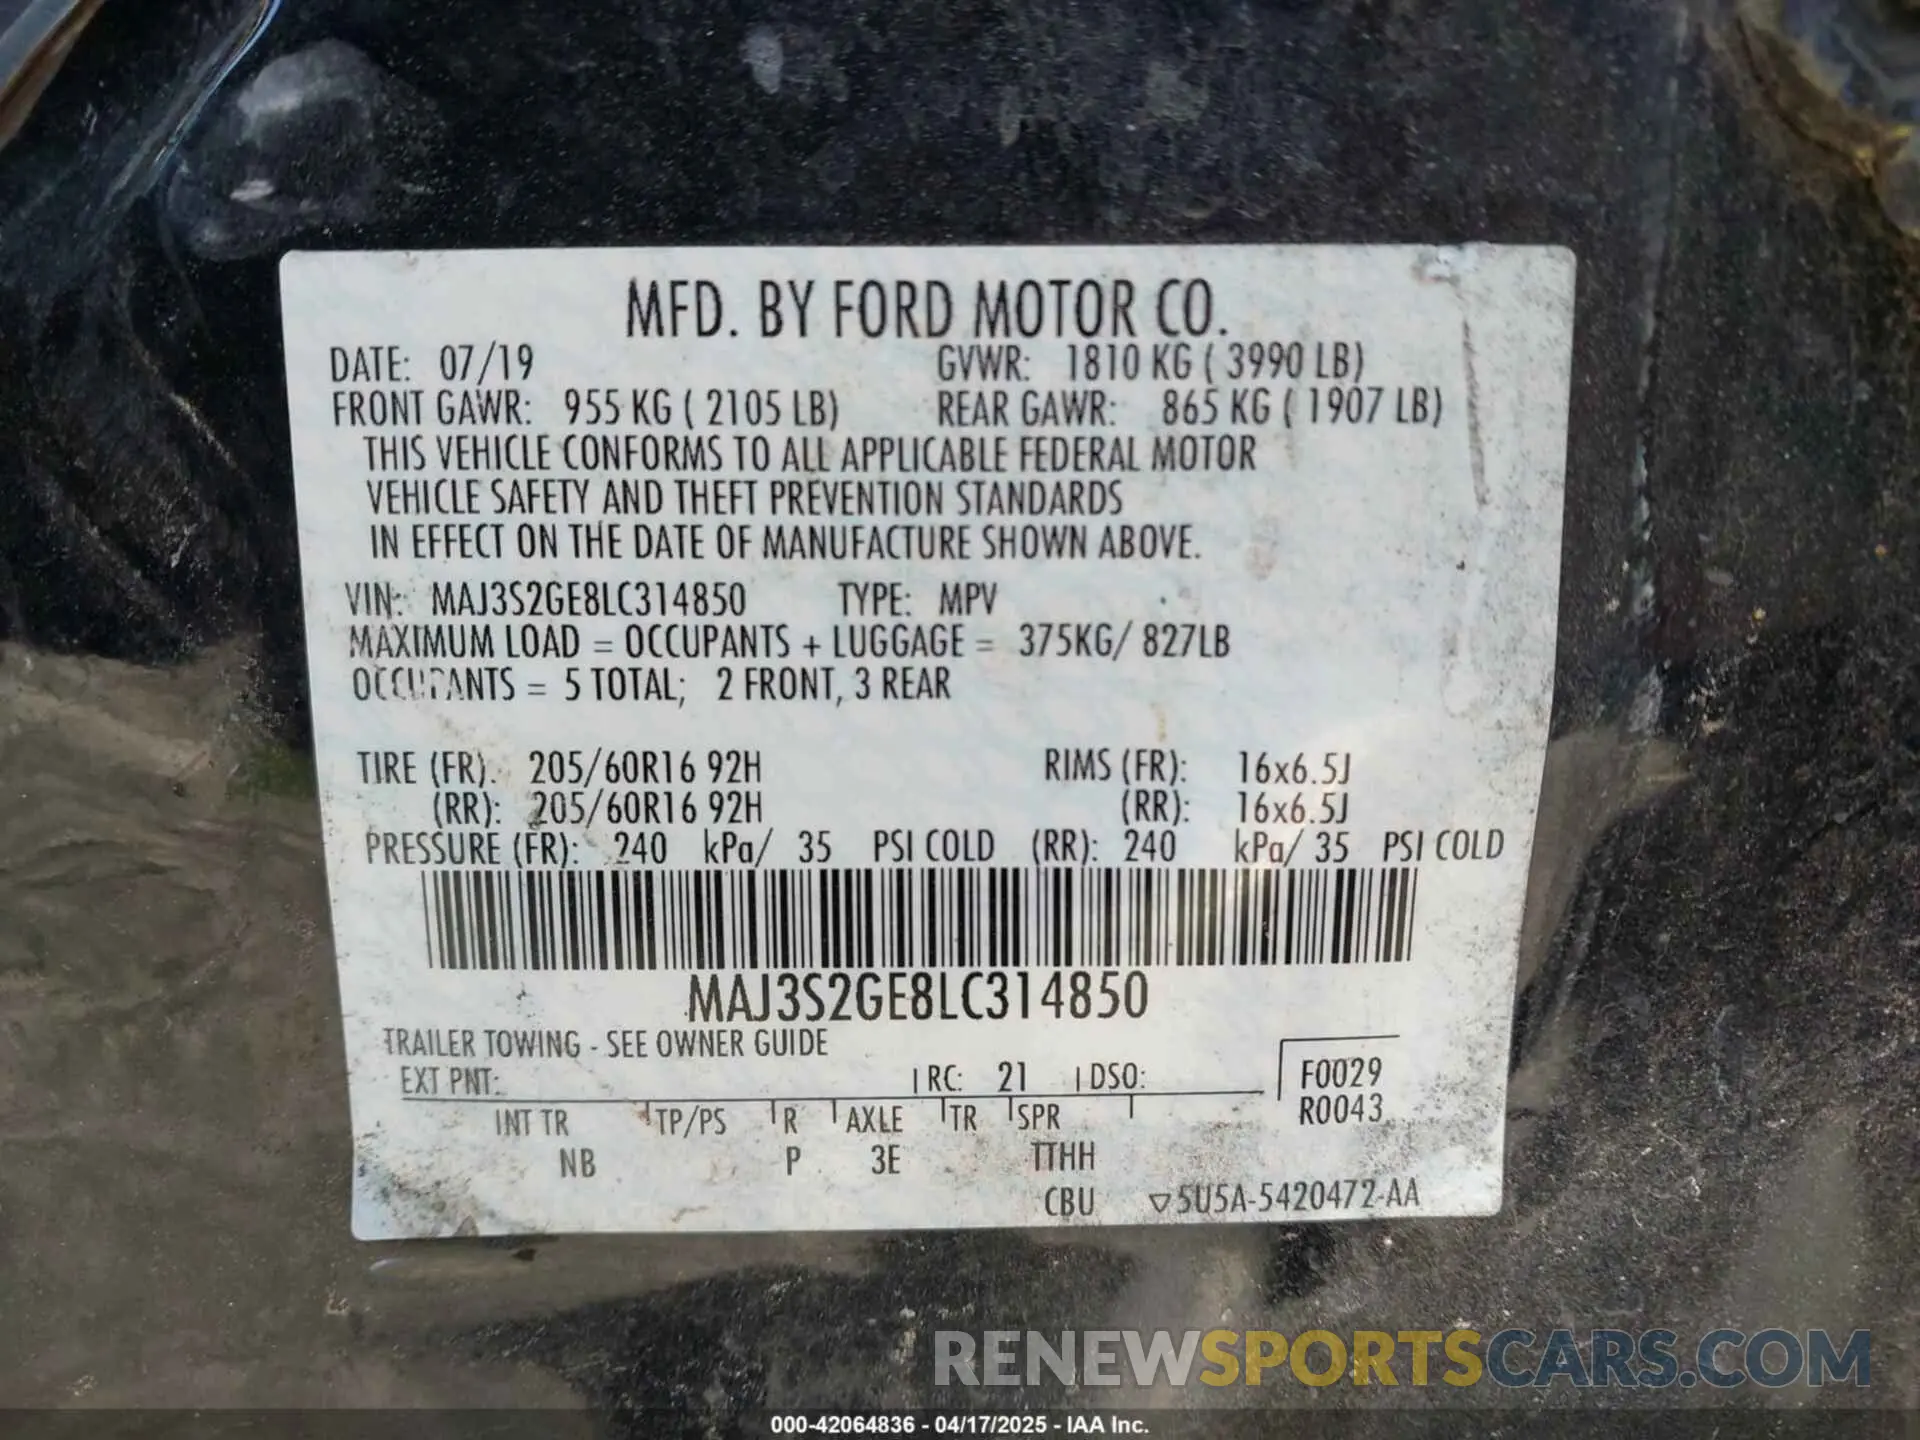 MFD. BY FORD MOTOR CO.
DATE: 07/19 GVWR: 1810 KG ( 3990 LB)
FRONT GAWR: 955 KG ( 2105 LB) REAR GAWR: 865 KG ( 1907 LB)
THIS VEHICLE CONFORMS TO ALL APPLICABLE FEDERAL MOTOR
VEHICLE SAFETY AND THEFT PREVENTION STANDARDS
IN EFFECT ON THE DATE OF MANUFACTURE SHOWN ABOVE.
VIN: MAJ3S2GE8LC314850 TYPE: MPV
MAXIMUM LOAD = OCCUPANTS + LUGGAGE = 375KG/ 827LB
OCCUPANTS = 5 TOTAL; 2 FRONT, 3 REAR
TIRE (FR): 205/60R16 92H RIMS (FR): 16x6.5J
(RR): 205/60R16 92H (RR): 16x6.5J
PRESSURE (FR): 240 kPa/ 35 PSI COLD (RR): 240 kPa/ 35 PSI COLD
MAJ3S2GE8LC314850
TRAILER TOWING - SEE OWNER GUIDE
EXT PNT: RC: 21 DSO: F0029
R0043
INT TR TP/PS R AXLE TR SPR
NB P 3E TTHH
CBU ▽5U5A-5420472-AA
RENEWSPORTSCARS.COM
000-42064836 - 04/17/2025 - IAA Inc.